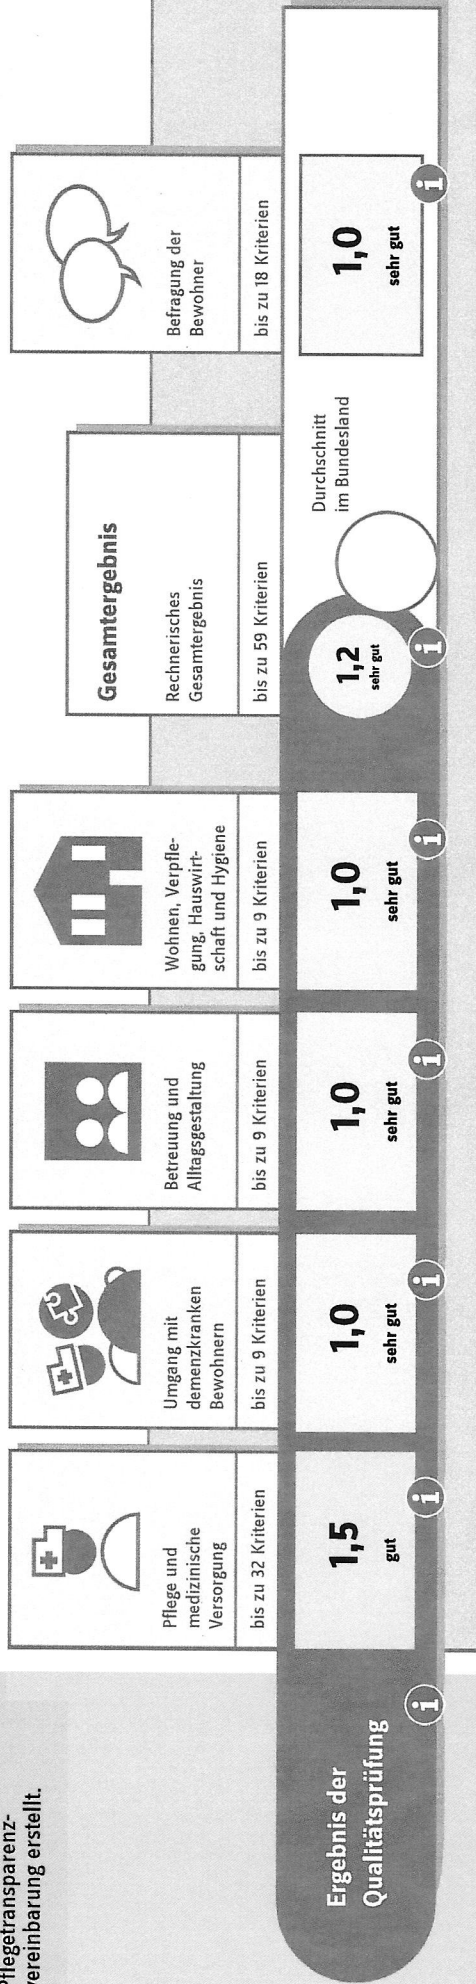 Pflegetransparenz-
vereinbarung erstellt.
Pflege und
medizinische
Versorgung
bis zu 32 Kriterien
Umgang mit
demenzkranken
Bewohnern
bis zu 9 Kriterien
Betreuung und
Alltagsgestaltung
bis zu 9 Kriterien
Wohnen, Verpfle-
gung, Hauswirt-
schaft und Hygiene
bis zu 9 Kriterien
Gesamtergebnis
Rechnerisches
Gesamtergebnis
bis zu 59 Kriterien
Befragung der
Bewohner
bis zu 18 Kriterien
Ergebnis der
Qualitätsprüfung
i
1,5
gut
i
1,0
sehr gut
i
1,0
sehr gut
i
1,0
sehr gut
i
1,2
sehr gut
i
Durchschnitt
im Bundesland
1,0
sehr gut
i